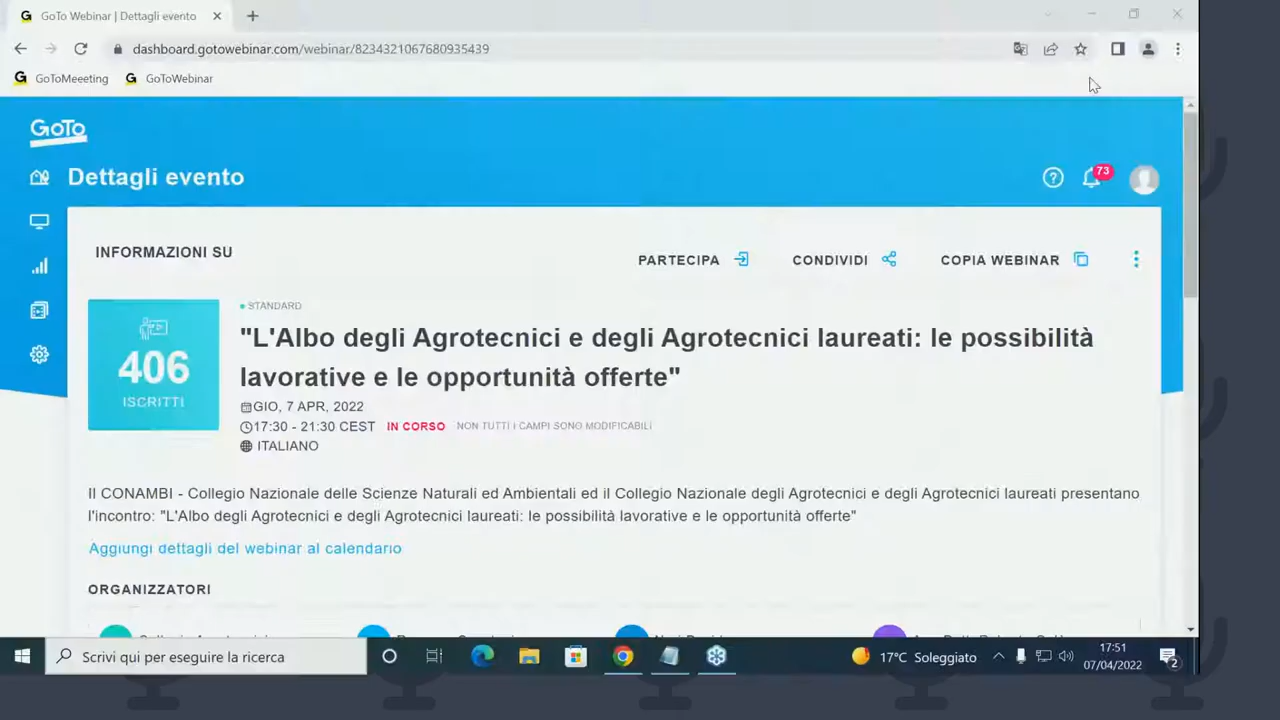 GoTo Webinar | Dettagli evento
dashboard.gotowebinar.com/webinar/8234321067680935439
GoToMeeeting GoToWebinar
GoTo
Dettagli evento
73
INFORMAZIONI SU
PARTECIPA CONDIVIDI COPIA WEBINAR
STANDARD
406
ISCRITTI
"L'Albo degli Agrotecnici e degli Agrotecnici laureati: le possibilità
lavorative e le opportunità offerte"
GIO, 7 APR, 2022
17:30 - 21:30 CEST IN CORSO NON TUTTI I CAMPI SONO MODIFICABILI
ITALIANO
Il CONAMBI - Collegio Nazionale delle Scienze Naturali ed Ambientali ed il Collegio Nazionale degli Agrotecnici e degli Agrotecnici laureati presentano
l'incontro: "L'Albo degli Agrotecnici e degli Agrotecnici laureati: le possibilità lavorative e le opportunità offerte"
Aggiungi dettagli del webinar al calendario
ORGANIZZATORI
Scrivi qui per eseguire la ricerca
17°C Soleggiato
17:51
07/04/2022
2